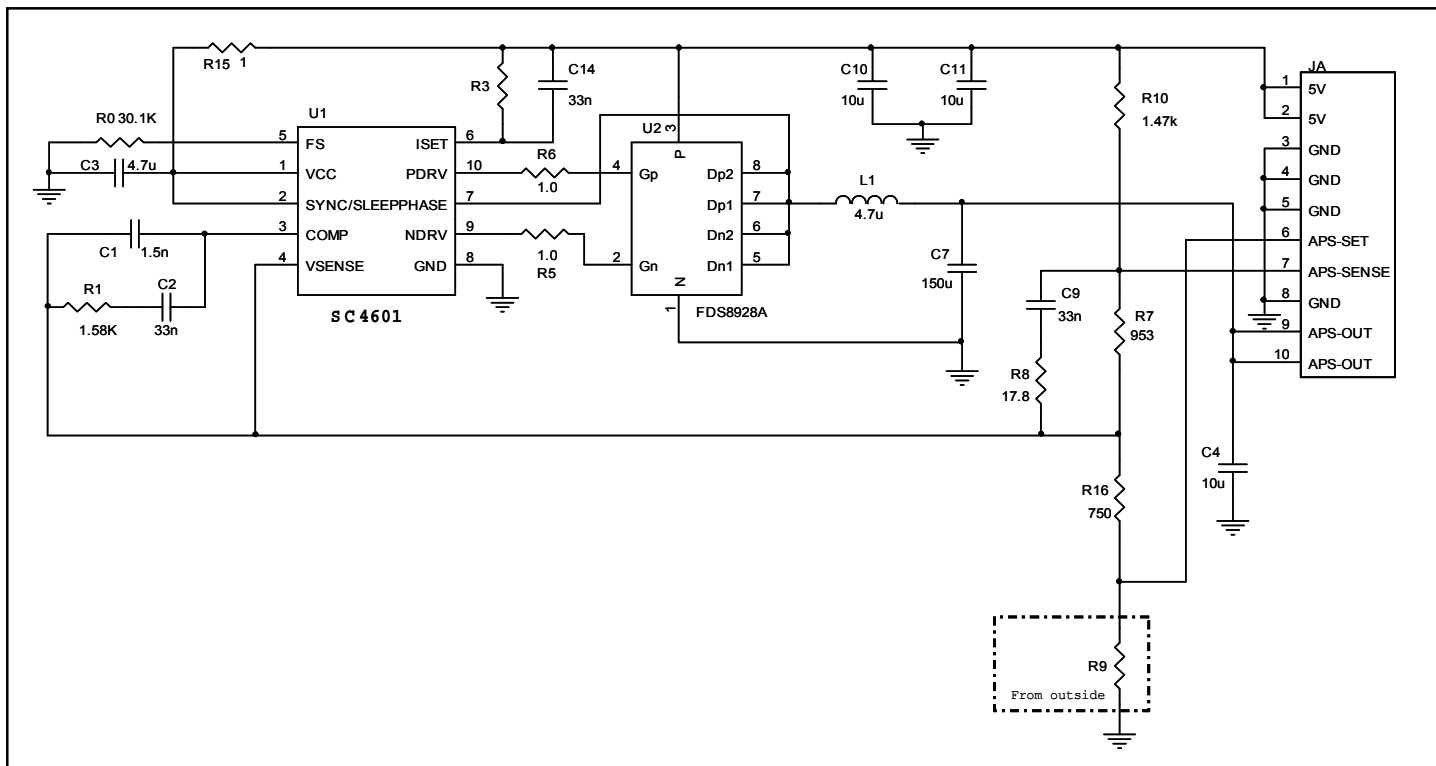 R15 1
R3
C14
33n
C10
10u
C11
10u
R10
1.47k
JA
1 5V
2 5V
3 GND
4 GND
5 GND
6 APS-SET
7 APS-SENSE
8 GND
9 APS-OUT
10 APS-OUT
R0 30.1K
C3 4.7u
U1
5 FS
1 VCC
2 SYNC/SLEEPPHASE 7
3 COMP
4 VSENSE
ISET 6
PDRV 10
NDRV 9
GND 8
SC4601
C1 1.5n
R1
1.58K
C2
33n
R6
1.0
1.0
R5
U2
3
P
4 Gp
2 Gn
N
1
Dp2 8
Dp1 7
Dn2 6
Dn1 5
FDS8928A
L1
4.7u
C7
150u
C9
33n
R8
17.8
R7
953
R16
750
C4
10u
R9
From outside